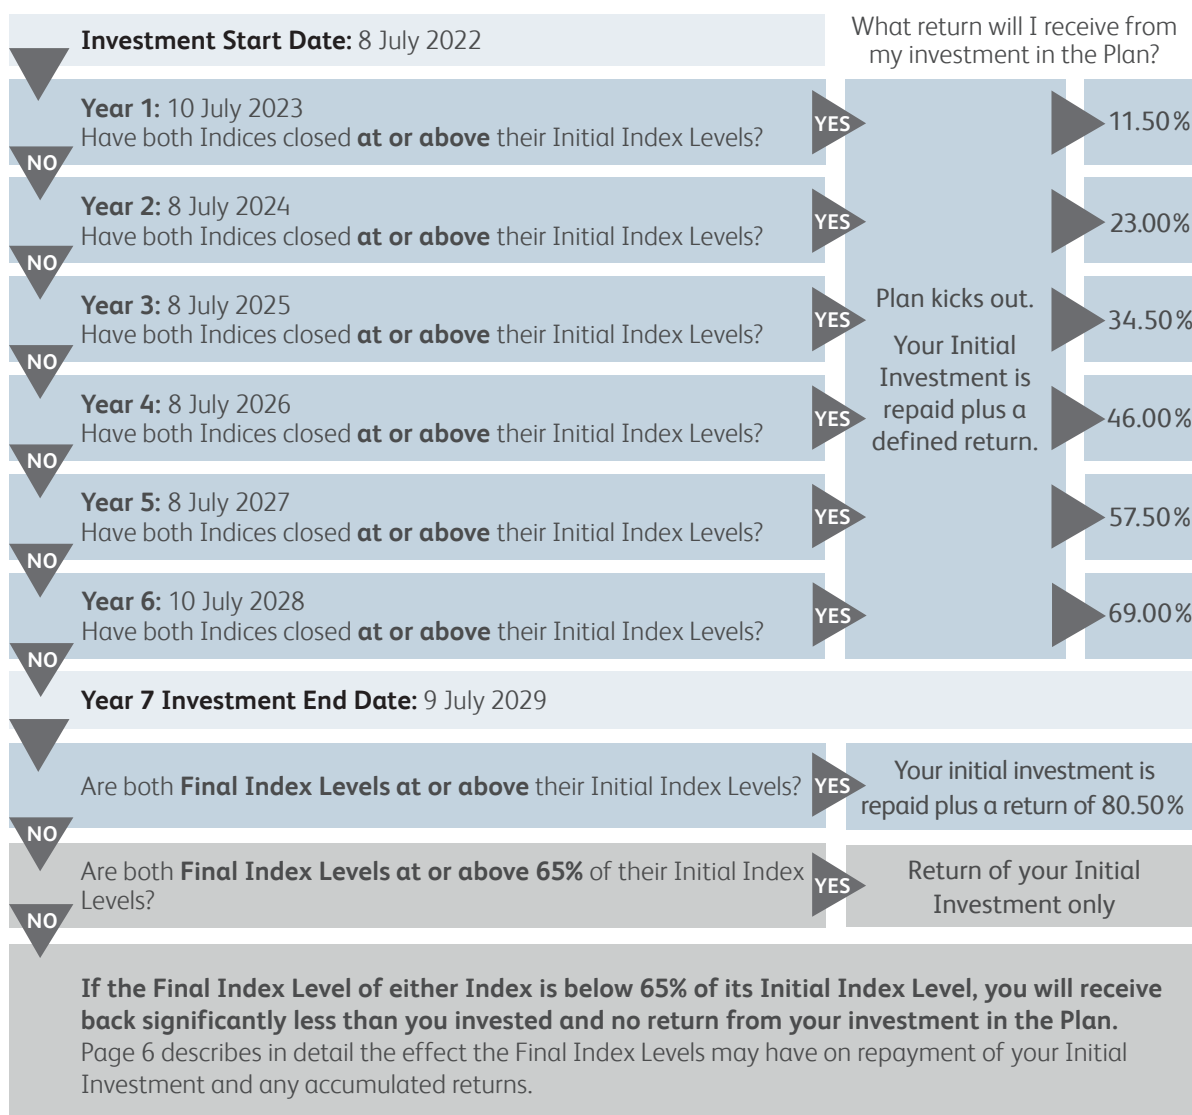 Investment Start Date: 8 July 2022
What return will I receive from
my investment in the Plan?
Year 1: 10 July 2023
Have both Indices closed at or above their Initial Index Levels?
YES
11.50%
NO
Year 2: 8 July 2024
Have both Indices closed at or above their Initial Index Levels?
YES
23.00%
NO
Year 3: 8 July 2025
Have both Indices closed at or above their Initial Index Levels?
YES
Plan kicks out.
Your Initial
Investment is
repaid plus a
defined return.
34.50%
NO
Year 4: 8 July 2026
Have both Indices closed at or above their Initial Index Levels?
YES
46.00%
NO
Year 5: 8 July 2027
Have both Indices closed at or above their Initial Index Levels?
YES
57.50%
NO
Year 6: 10 July 2028
Have both Indices closed at or above their Initial Index Levels?
YES
69.00%
NO
Year 7 Investment End Date: 9 July 2029
Are both Final Index Levels at or above their Initial Index Levels?
YES
Your initial investment is
repaid plus a return of 80.50%
NO
Are both Final Index Levels at or above 65% of their Initial Index
Levels?
YES
Return of your Initial
Investment only
NO
If the Final Index Level of either Index is below 65% of its Initial Index Level, you will receive
back significantly less than you invested and no return from your investment in the Plan.
Page 6 describes in detail the effect the Final Index Levels may have on repayment of your Initial
Investment and any accumulated returns.